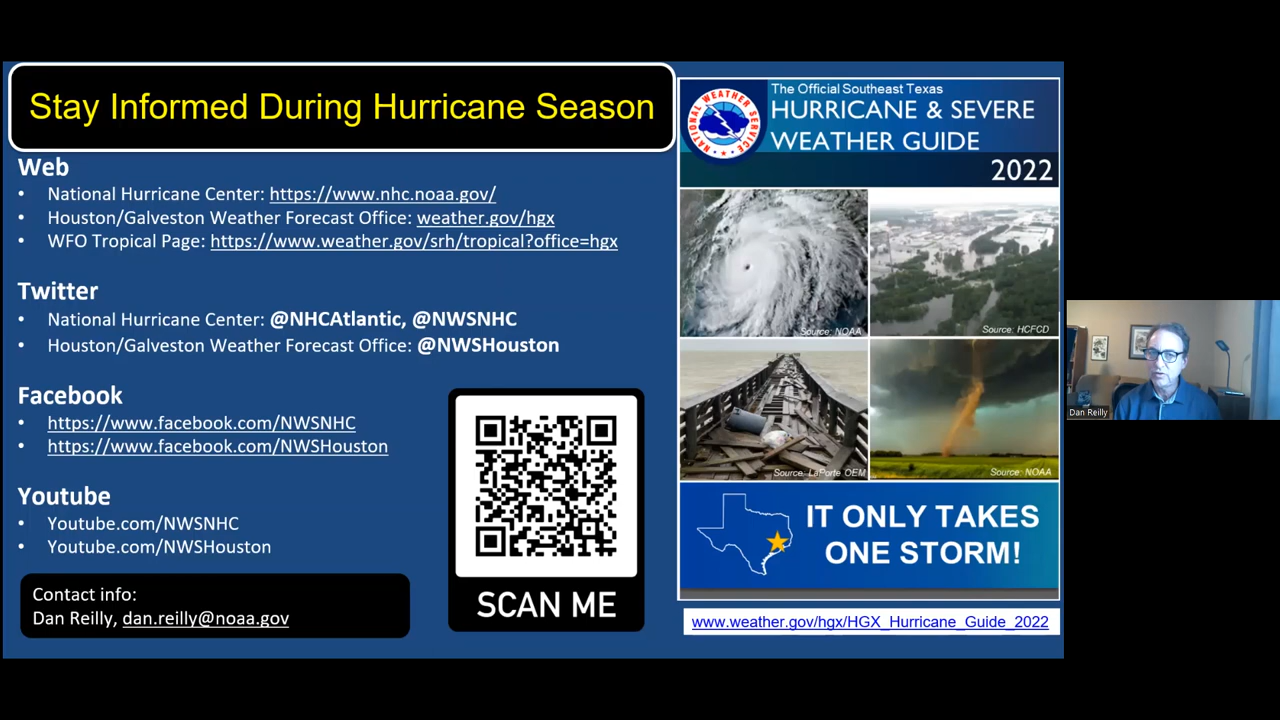 Stay Informed During Hurricane Season
Web
• National Hurricane Center: https://www.nhc.noaa.gov/
• Houston/Galveston Weather Forecast Office: weather.gov/hgx
• WFO Tropical Page: https://www.weather.gov/srh/tropical?office=hgx
Twitter
• National Hurricane Center: @NHCAtlantic, @NWSNHC
• Houston/Galveston Weather Forecast Office: @NWSHouston
Facebook
• https://www.facebook.com/NWSNHC
• https://www.facebook.com/NWSHouston
Youtube
• Youtube.com/NWSNHC
• Youtube.com/NWSHouston
Contact info:
Dan Reilly, dan.reilly@noaa.gov
SCAN ME
NATIONAL WEATHER SERVICE
The Official Southeast Texas
HURRICANE & SEVERE
WEATHER GUIDE
2022
Source: NOAA
Source: HCFCD
Source: LaPorte OEM
Source: NOAA
IT ONLY TAKES
ONE STORM!
www.weather.gov/hgx/HGX_Hurricane_Guide_2022
Dan Reilly